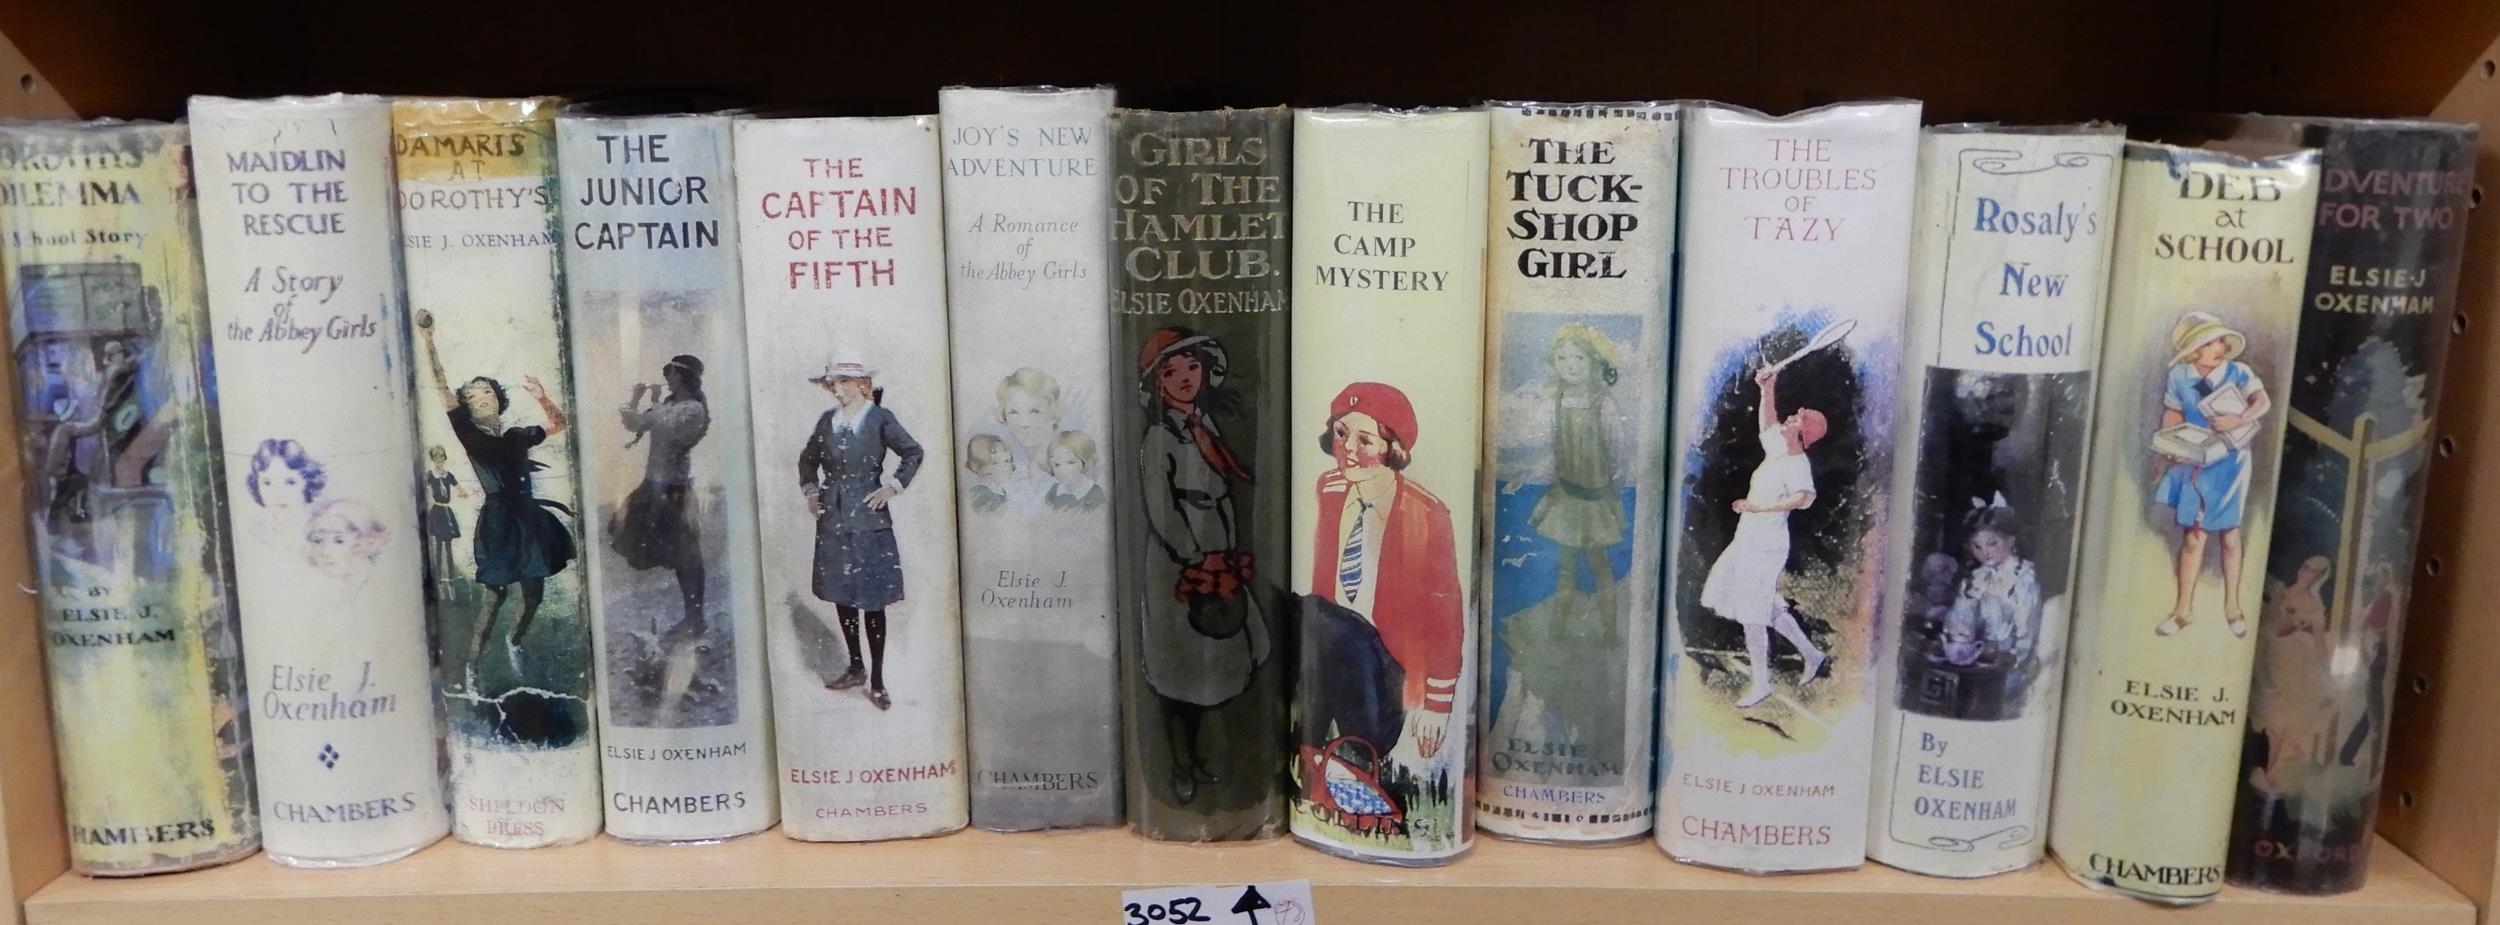 DILEMMA
A School Story
BY
ELSIE J.
OXENHAM
CHAMBERS
MAIDLIN
TO THE
RESCUE
A Story
of
the Abbey Girls
Elsie J.
Oxenham
CHAMBERS
DAMARIS
AT
DOROTHY'S
ELSIE J. OXENHAM
SHELDON
PRESS
THE
JUNIOR
CAPTAIN
ELSIE J OXENHAM
CHAMBERS
THE
CAPTAIN
OF THE
FIFTH
ELSIE J OXENHAM
CHAMBERS
JOY'S NEW
ADVENTURE
A Romance
of
the Abbey Girls
Elsie J.
Oxenham
CHAMBERS
GIRLS
OF THE
HAMLET
CLUB.
ELSIE OXENHAM
THE
CAMP
MYSTERY
COLLINS
THE
TUCK-
SHOP
GIRL
ELSIE
OXENHAM
CHAMBERS
THE
TROUBLES
OF
TAZY
ELSIE J OXENHAM
CHAMBERS
Rosaly's
New
School
By
ELSIE
OXENHAM
DEB
at
SCHOOL
ELSIE J.
OXENHAM
CHAMBERS
ADVENTURE
FOR TWO
ELSIE·J
OXENHAM
OXFORD
3052